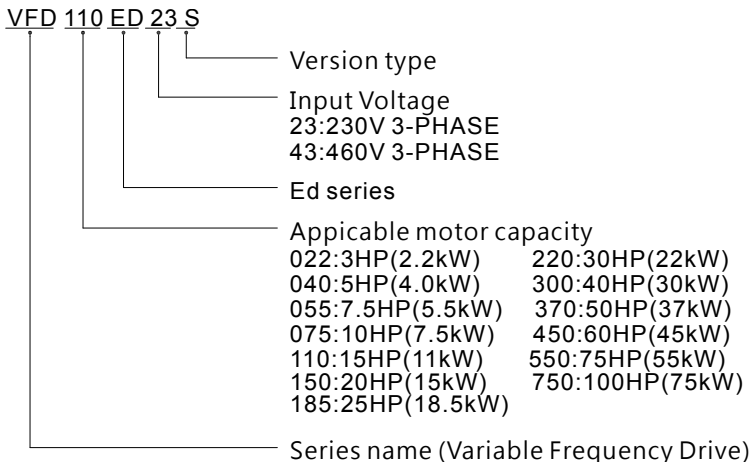 VFD 110 ED 23 S
Version type
Input Voltage
23:230V 3-PHASE
43:460V 3-PHASE
Ed series
Appicable motor capacity
022:3HP(2.2kW) 220:30HP(22kW)
040:5HP(4.0kW) 300:40HP(30kW)
055:7.5HP(5.5kW) 370:50HP(37kW)
075:10HP(7.5kW) 450:60HP(45kW)
110:15HP(11kW) 550:75HP(55kW)
150:20HP(15kW) 750:100HP(75kW)
185:25HP(18.5kW)
Series name (Variable Frequency Drive)